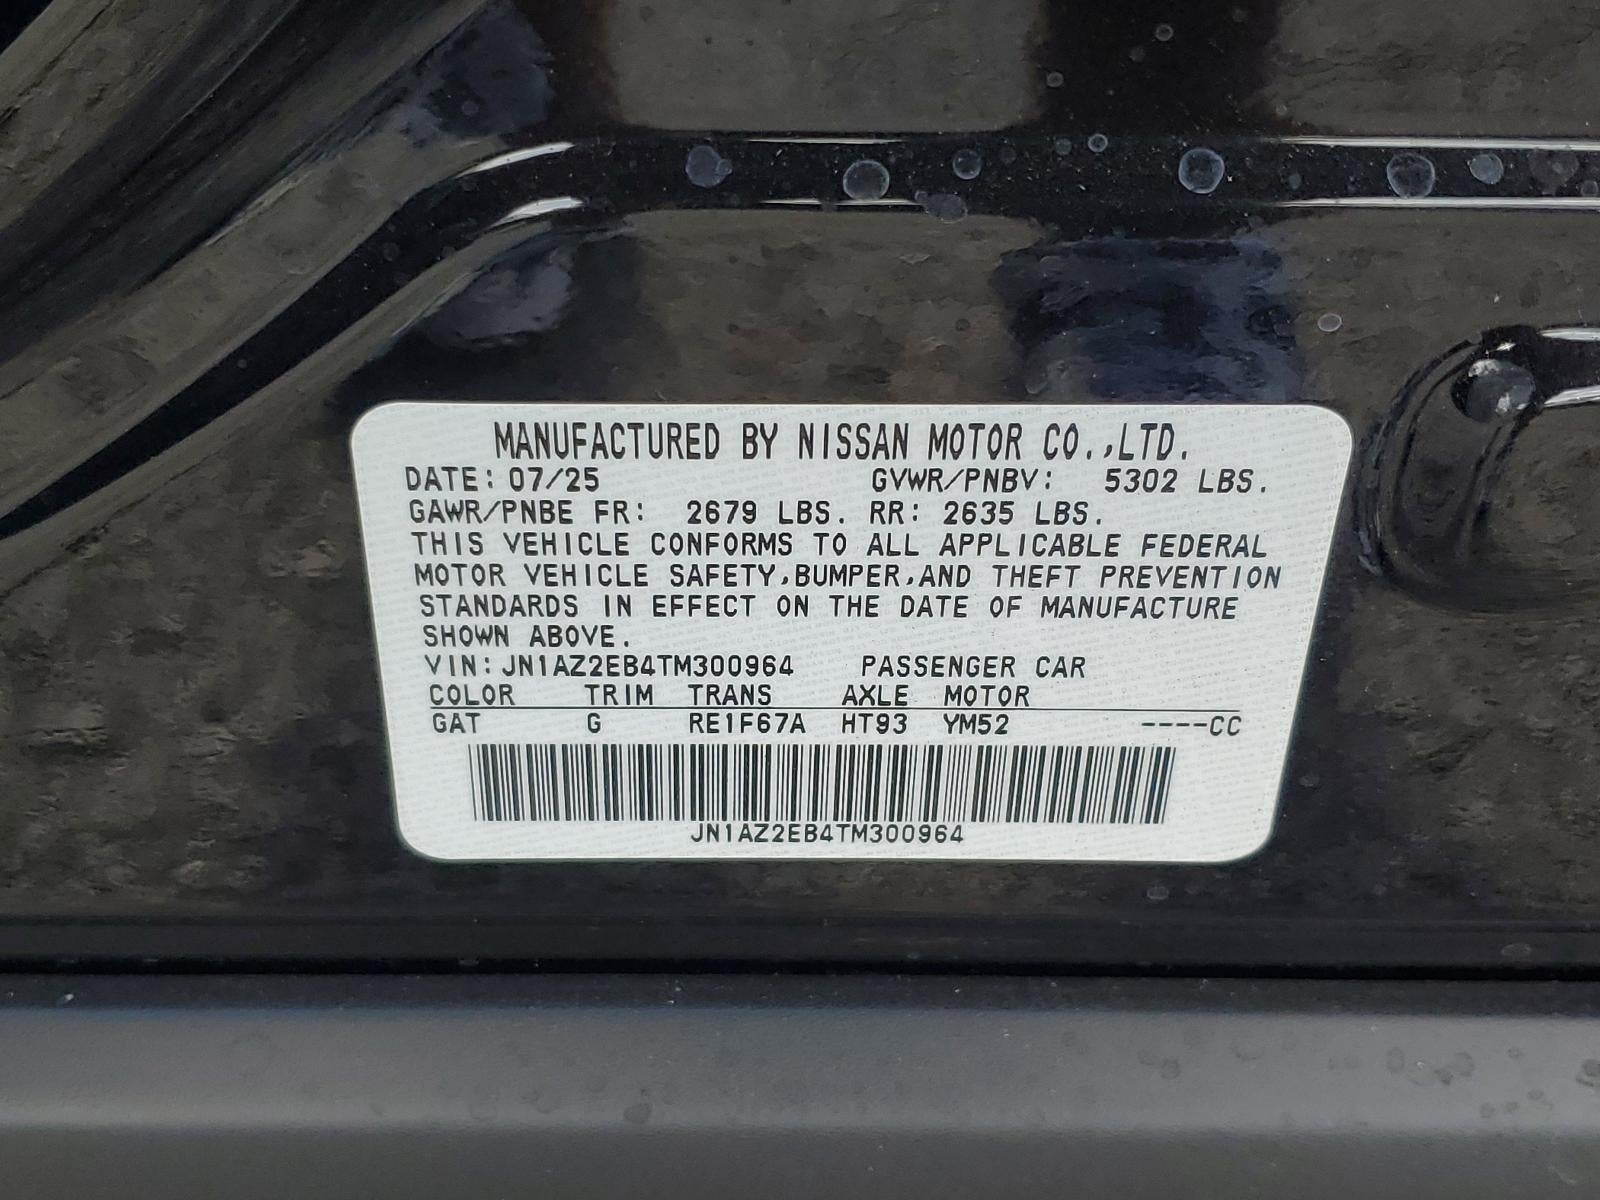 MANUFACTURED BY NISSAN MOTOR CO.,LTD.
DATE: 07/25 GVWR/PNBV: 5302 LBS.
GAWR/PNBE FR: 2679 LBS. RR: 2635 LBS.
THIS VEHICLE CONFORMS TO ALL APPLICABLE FEDERAL
MOTOR VEHICLE SAFETY,BUMPER,AND THEFT PREVENTION
STANDARDS IN EFFECT ON THE DATE OF MANUFACTURE
SHOWN ABOVE.
VIN:JN1AZ2EB4TM300964 PASSENGER CAR
COLOR TRIM TRANS AXLE MOTOR
GAT G RE1F67A HT93 YM52 ----CC
JN1AZ2EB4TM300964